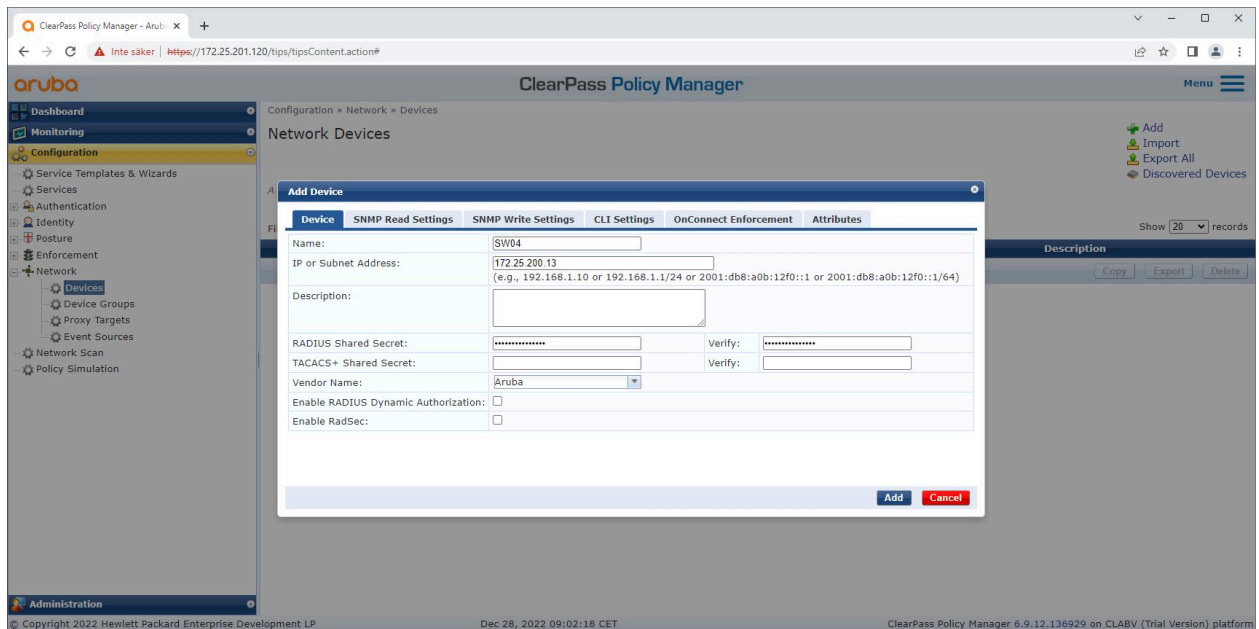 ClearPass Policy Manager - Aruba
Inte säker | https://172.25.201.120/tips/tipsContent.action#
aruba
ClearPass Policy Manager
Menu
Dashboard
Monitoring
Configuration
Service Templates & Wizards
Services
Authentication
Identity
Posture
Enforcement
Network
Devices
Device Groups
Proxy Targets
Event Sources
Network Scan
Policy Simulation
Administration
Configuration » Network » Devices
Network Devices
Add
Import
Export All
Discovered Devices
A
Fi
Show 20 records
Description
Copy Export Delete
Add Device
Device SNMP Read Settings SNMP Write Settings CLI Settings OnConnect Enforcement Attributes
Name: SW04
IP or Subnet Address: 172.25.200.13
(e.g., 192.168.1.10 or 192.168.1.1/24 or 2001:db8:a0b:12f0::1 or 2001:db8:a0b:12f0::1/64)
Description:
RADIUS Shared Secret: ••••••••••••••• Verify: •••••••••••••••
TACACS+ Shared Secret: Verify:
Vendor Name: Aruba
Enable RADIUS Dynamic Authorization:
Enable RadSec:
Add Cancel
© Copyright 2022 Hewlett Packard Enterprise Development LP Dec 28, 2022 09:02:18 CET ClearPass Policy Manager 6.9.12.136929 on CLABV (Trial Version) platform